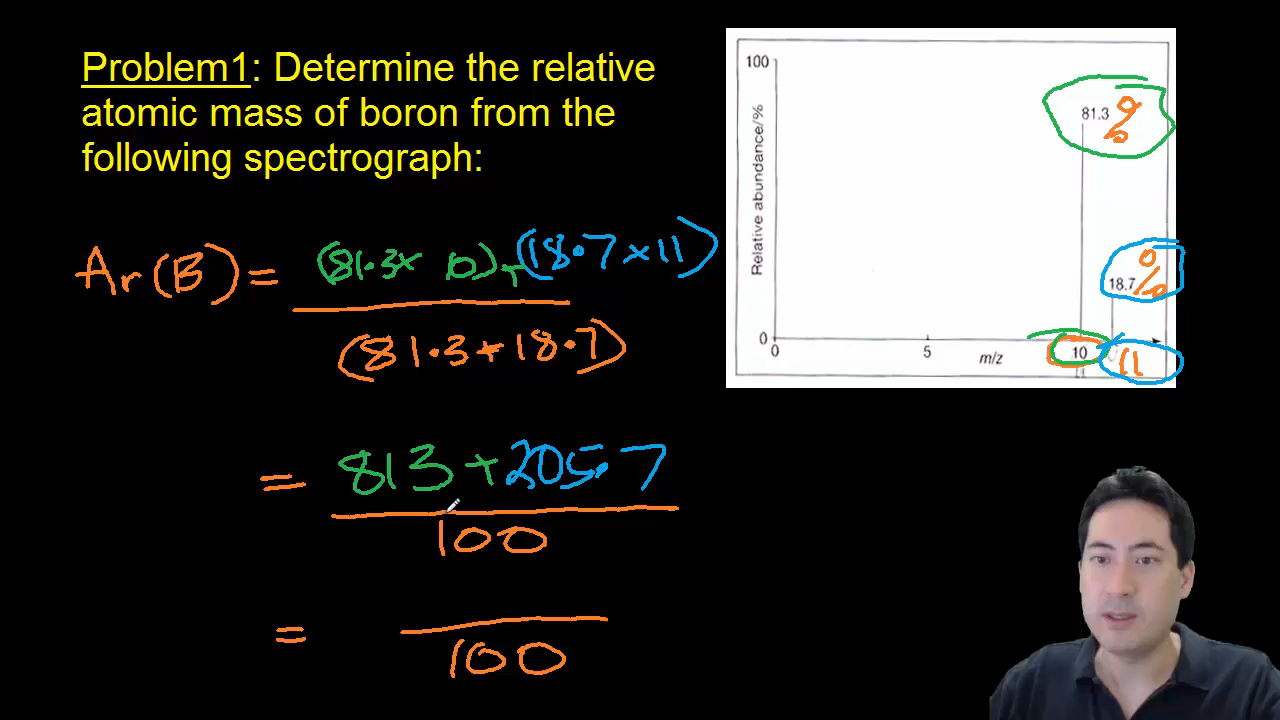 Problem1: Determine the relative
atomic mass of boron from the
following spectrograph:
Ar(B) = (81.3 x 10) + (18.7 x 11)
(81.3 + 18.7)
= 813 + 205.7
100
=
100
100
81.3 %
Relative abundance/%
18.7 %
0
0 5 m/z 10 11